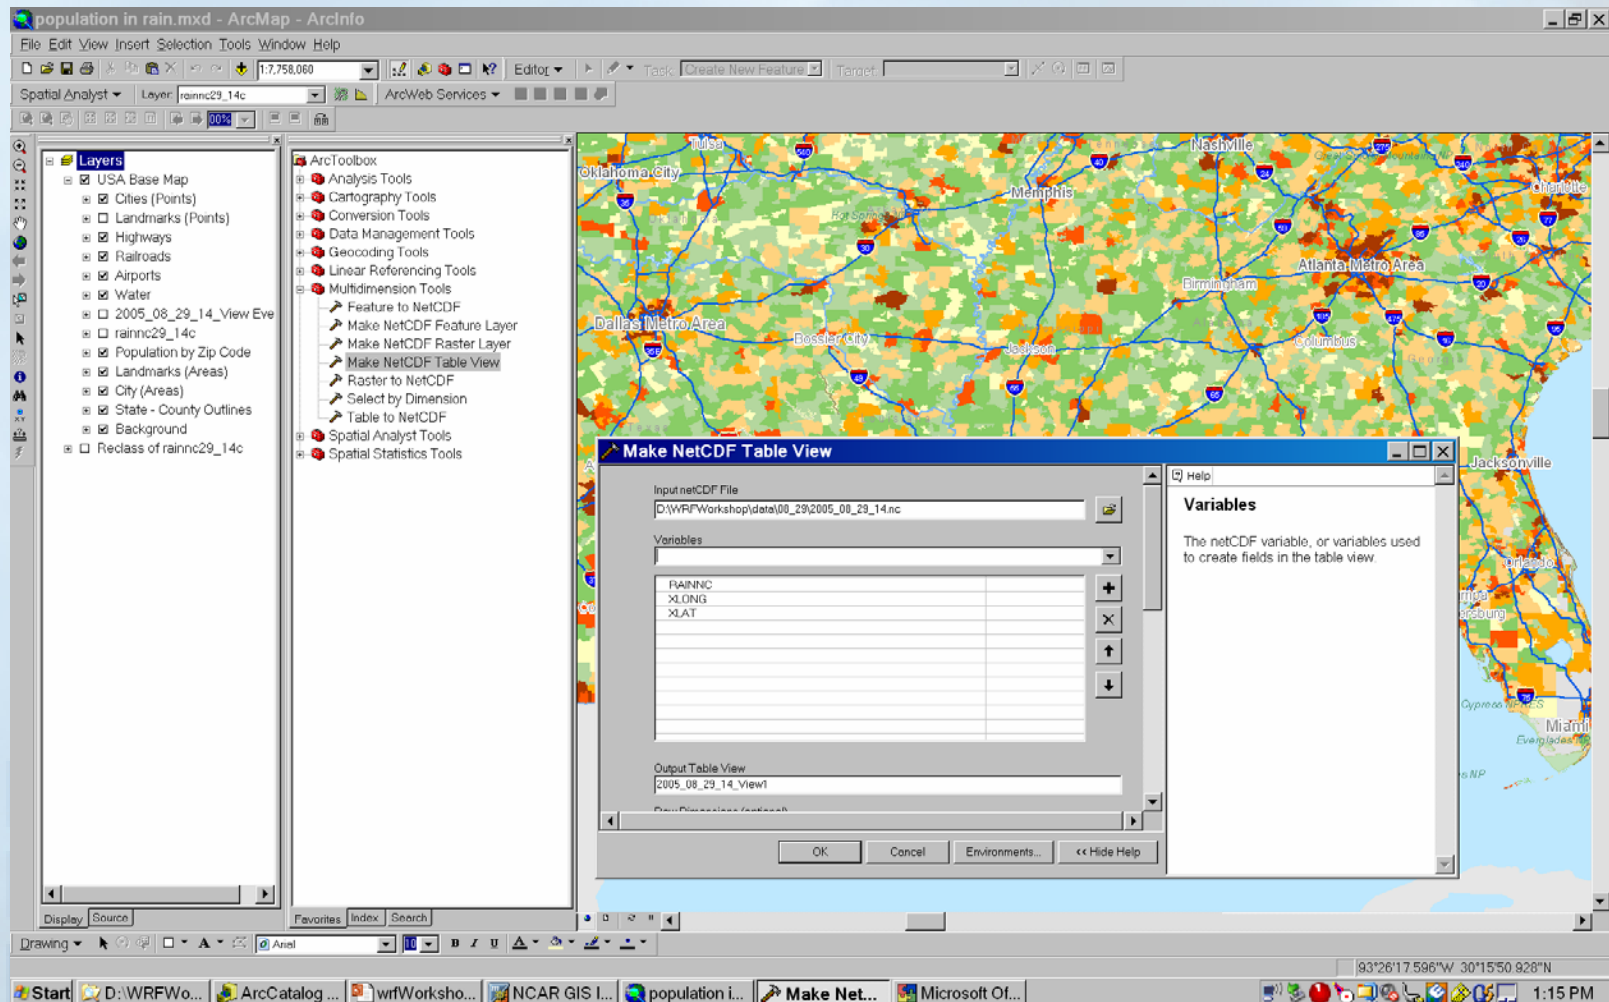 population in rain.mxd - ArcMap - ArcInfo
File Edit View Insert Selection Tools Window Help
1:7,758,060
Editor
Task: Create New Feature
Target:
Spatial Analyst
Layer: rainnc29_14c
ArcWeb Services
00%
Layers
USA Base Map
Cities (Points)
Landmarks (Points)
Highways
Railroads
Airports
Water
2005_08_29_14_View Eve
rainnc_14c
Population by Zip Code
Landmarks (Areas)
City (Areas)
State - County Outlines
Background
Reclass of rainnc29_14c
Display Source
ArcToolbox
Analysis Tools
Cartography Tools
Conversion Tools
Data Management Tools
Geocoding Tools
Linear Referencing Tools
Multidimension Tools
Feature to NetCDF
Make NetCDF Feature Layer
Make NetCDF Raster Layer
Make NetCDF Table View
Raster to NetCDF
Select by Dimension
Table to NetCDF
Spatial Analyst Tools
Spatial Statistics Tools
Favorites Index Search
Tulsa
Nashville
Oklahoma City
Memphis
Charlotte
Hot Springs
Atlanta Metro Area
Birmingham
Dallas Metro Area
Bossier City
Jackson
Columbus
Georgia
Jacksonville
Orlando
Miami
Make NetCDF Table View
Input netCDF File
D:\WRFWorkshop\data\00_29\2005_08_29_14.nc
Variables
RAINNC
XLONG
XLAT
Output Table View
2005_08_29_14_View1
Row Dimensions (optional)
OK Cancel Environments... << Hide Help
Help
Variables
The netCDF variable, or variables used
to create fields in the table view.
Drawing
A
Arial
10
B I U A
93°26'17.596"W 30°15'50.928"N
Start D:\WRFWo... ArcCatalog ... wrfWorksho... NCAR GIS I... population i... Make Net... Microsoft Of... 1:15 PM